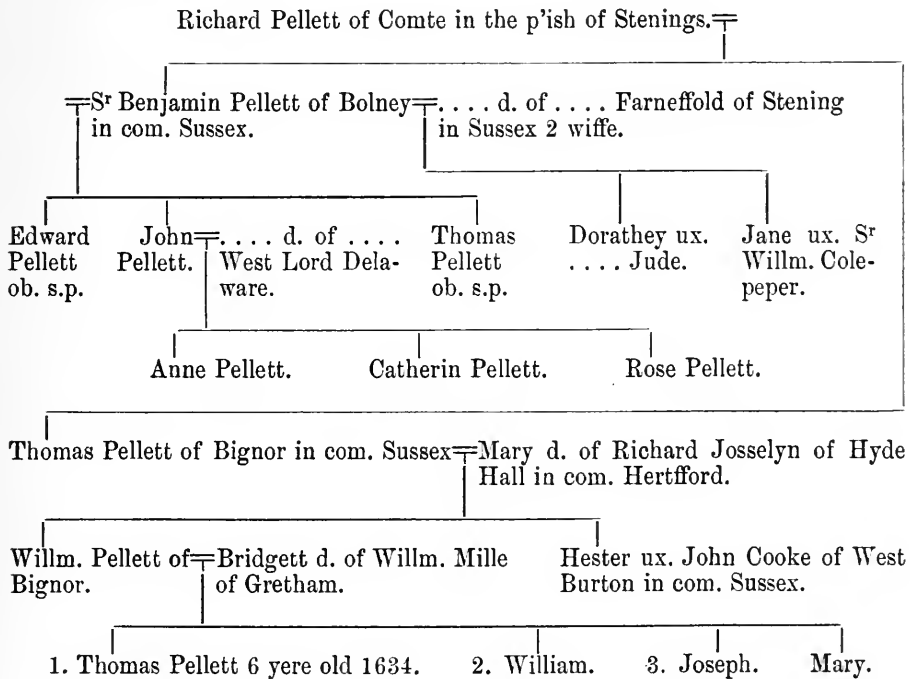 Richard Pellett of Comte in the p'ish of Stenings.
Sr Benjamin Pellett of Bolney
in com. Sussex.
. . . . d. of . . . . Farneffold of Stening
in Sussex 2 wiffe.
Edward
Pellett
ob. s.p.
John
Pellett.
. . . . d. of . . . .
West Lord Dela-
ware.
Thomas
Pellett
ob. s.p.
Dorathey ux.
. . . . Jude.
Jane ux. Sr
Willm. Cole-
peper.
Anne Pellett.
Catherin Pellett.
Rose Pellett.
Thomas Pellett of Bignor in com. Sussex
Mary d. of Richard Josselyn of Hyde
Hall in com. Hertfford.
Willm. Pellett of
Bignor.
Bridgett d. of Willm. Mille
of Gretham.
Hester ux. John Cooke of West
Burton in com. Sussex.
1. Thomas Pellett 6 yere old 1634.
2. William.
3. Joseph.
Mary.